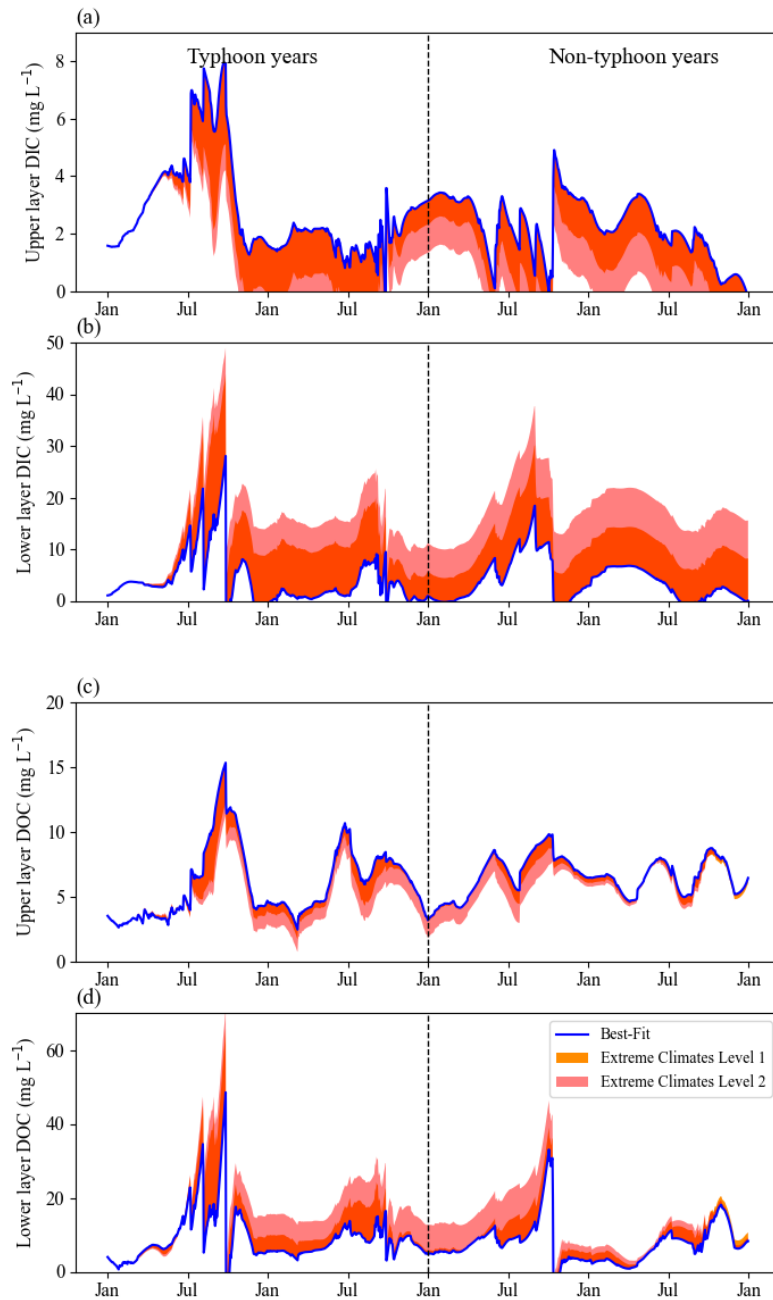 (a)
Typhoon years Non-typhoon years
Upper layer DIC (mg L⁻¹)
8
6
4
2
0
Jan Jul Jan Jul Jan Jul Jan Jul Jan
(b)
Lower layer DIC (mg L⁻¹)
50
40
30
20
10
0
Jan Jul Jan Jul Jan Jul Jan Jul Jan
(c)
Upper layer DOC (mg L⁻¹)
20
15
10
5
0
Jan Jul Jan Jul Jan Jul Jan Jul Jan
(d)
Lower layer DOC (mg L⁻¹)
60
40
20
0
Best-Fit
Extreme Climates Level 1
Extreme Climates Level 2
Jan Jul Jan Jul Jan Jul Jan Jul Jan